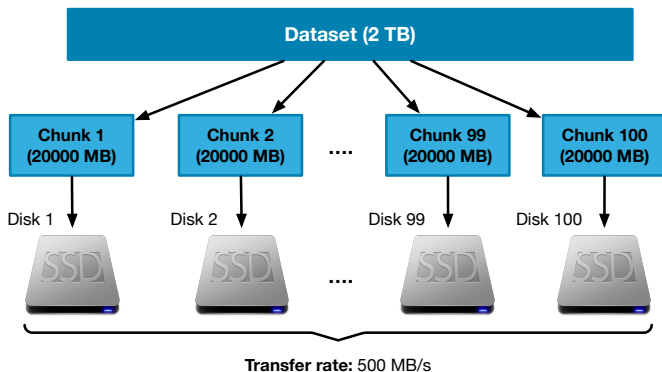 Dataset (2 TB)
Chunk 1
(20000 MB)
Chunk 2
(20000 MB)
....
Chunk 99
(20000 MB)
Chunk 100
(20000 MB)
Disk 1
Disk 2
Disk 99
Disk 100
SSD
SSD
....
SSD
SSD
Transfer rate: 500 MB/s